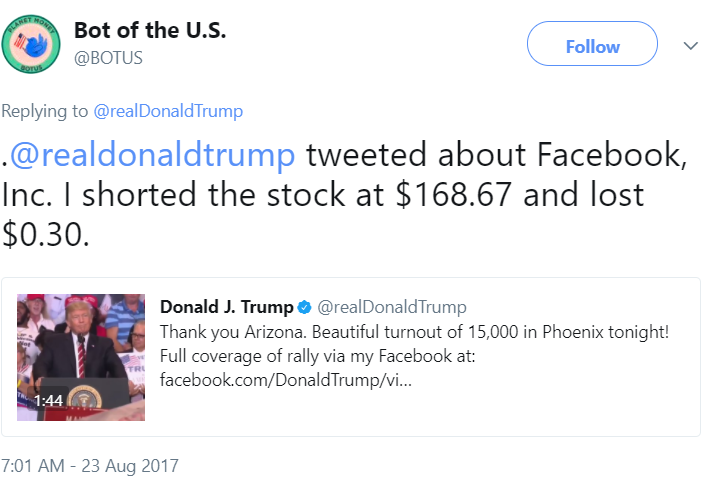 PLANET MONEY
BOTUS
Bot of the U.S.
@BOTUS
Follow
Replying to @realDonaldTrump
.@realdonaldtrump tweeted about Facebook,
Inc. I shorted the stock at $168.67 and lost
$0.30.
Donald J. Trump @realDonaldTrump
Thank you Arizona. Beautiful turnout of 15,000 in Phoenix tonight!
Full coverage of rally via my Facebook at:
facebook.com/DonaldTrump/vi...
1:44
7:01 AM - 23 Aug 2017